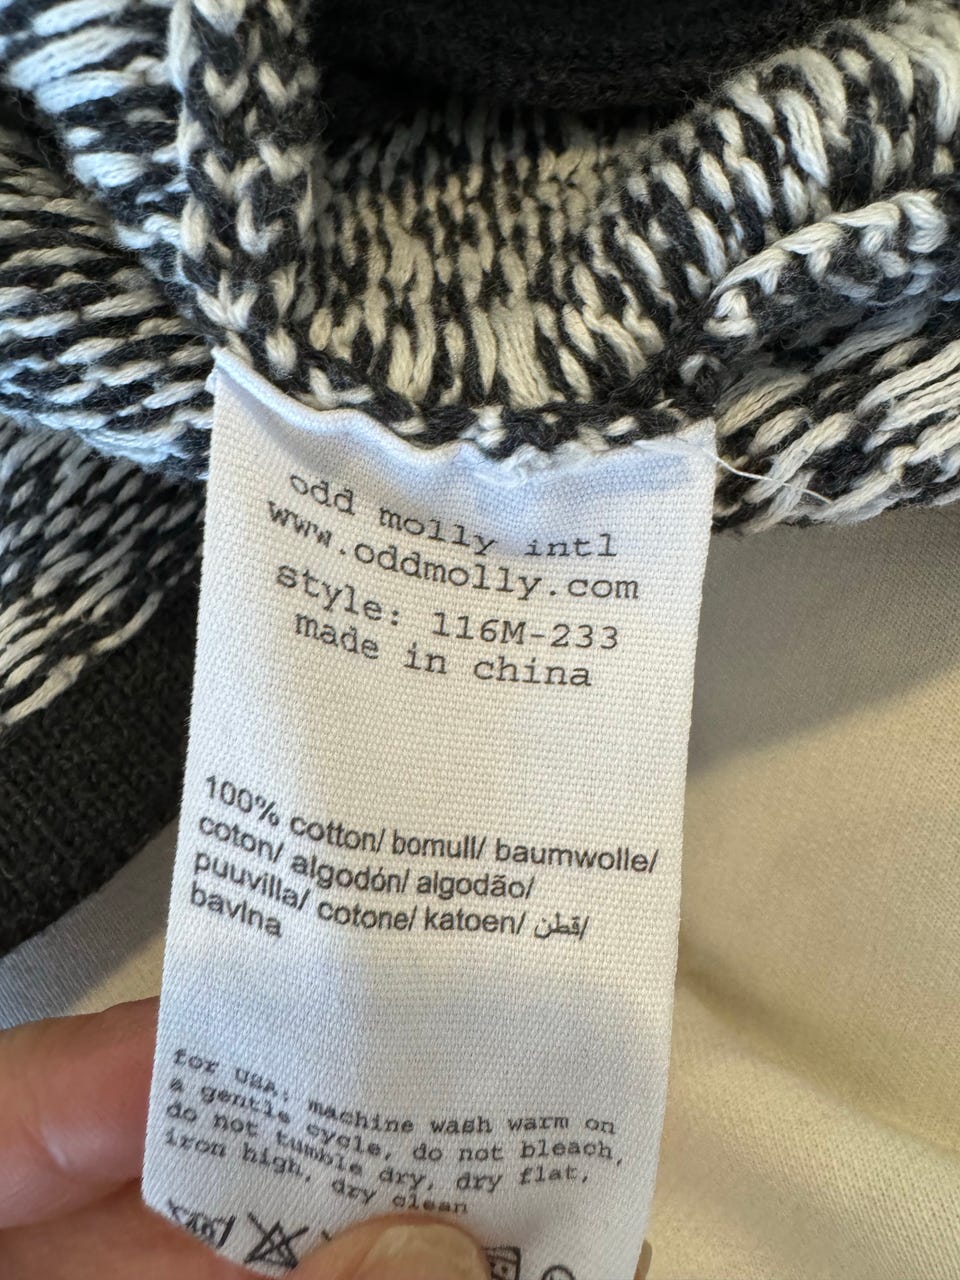 odd molly intl
www.oddmolly.com
style: 116M-233
made in china
100% cotton/ bomull/ baumwolle/
coton/ algodón/ algodão/
puuvilla/ cotone/ katoen/ قطن/
bavlna
for USA: machine wash warm on
a gentle cycle, do not bleach,
do not tumble dry, dry flat,
iron high, dry clean
40